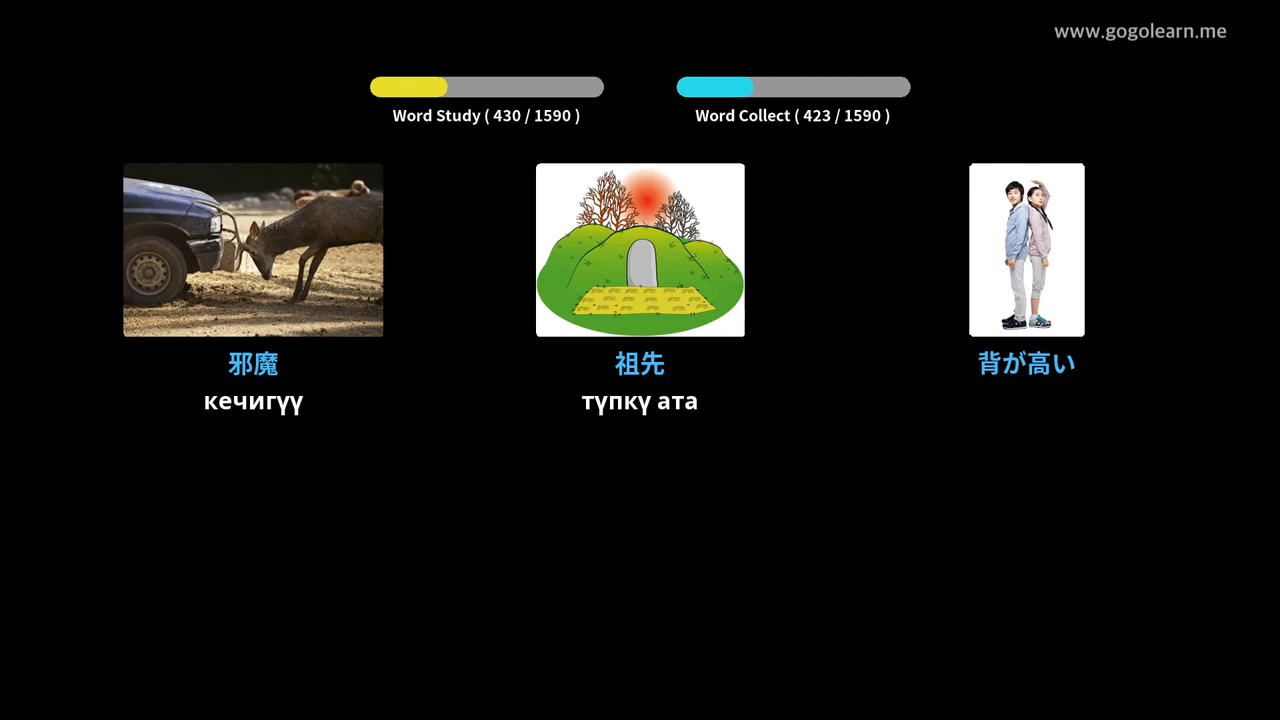 www.gogolearn.me
Word Study ( 430 / 1590 )
Word Collect ( 423 / 1590 )
邪魔
кечигүү
祖先
түпкү ата
背が高い